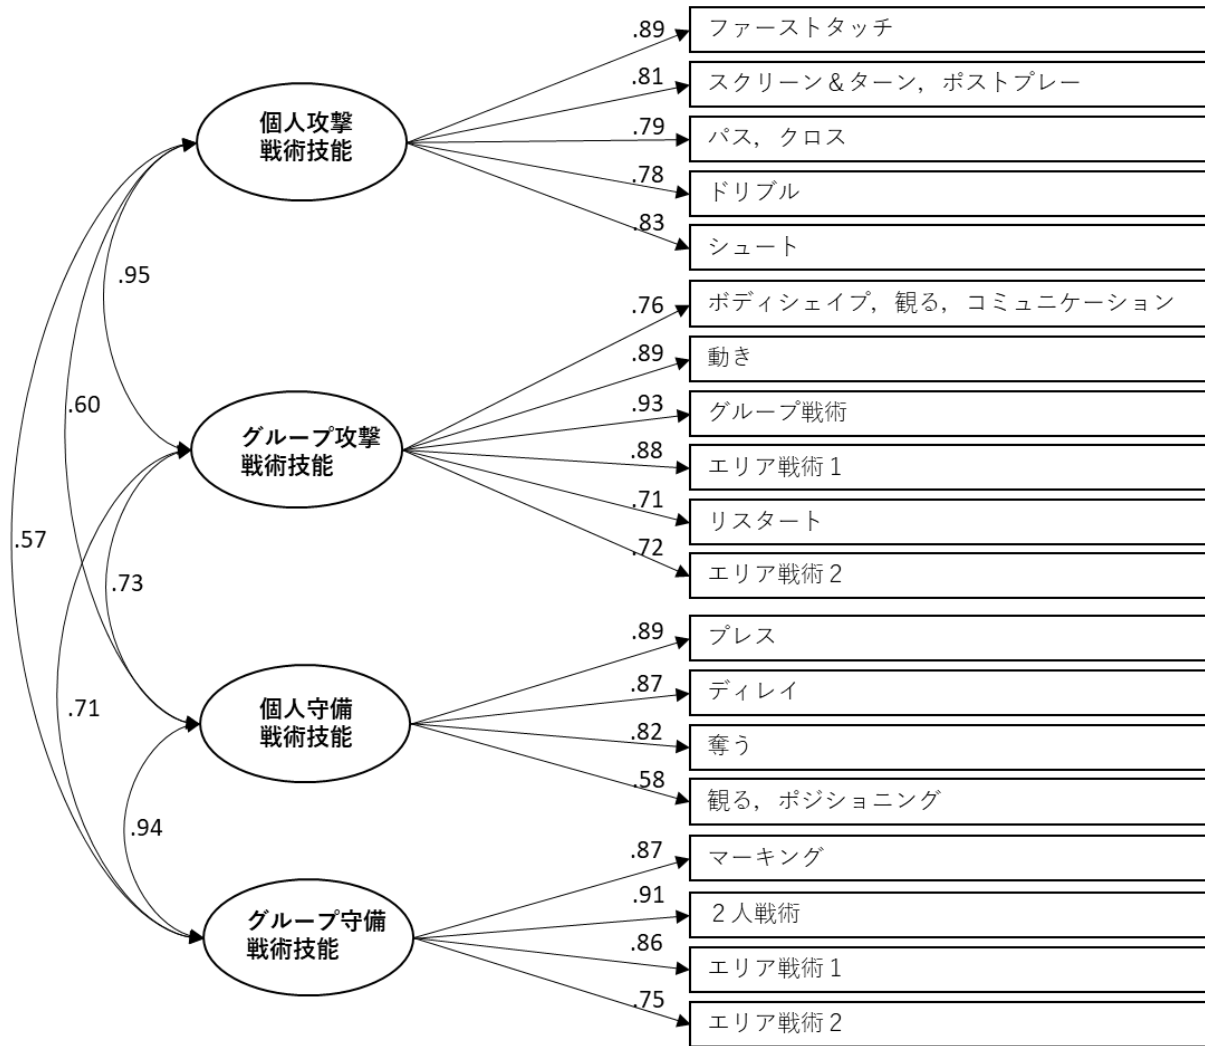 .89
ファーストタッチ
.81
スクリーン＆ターン，ポストプレー
個人攻撃
戦術技能
.79
パス，クロス
.78
ドリブル
.83
シュート
.95
.76
ボディシェイプ，観る，コミュニケーション
.89
動き
.60
.93
グループ戦術
グループ攻撃
戦術技能
.88
エリア戦術１
.71
リスタート
.57
.72
エリア戦術２
.73
.89
プレス
.87
ディレイ
.71
個人守備
戦術技能
.82
奪う
.58
観る，ポジショニング
.94
.87
マーキング
.91
２人戦術
グループ守備
戦術技能
.86
エリア戦術１
.75
エリア戦術２